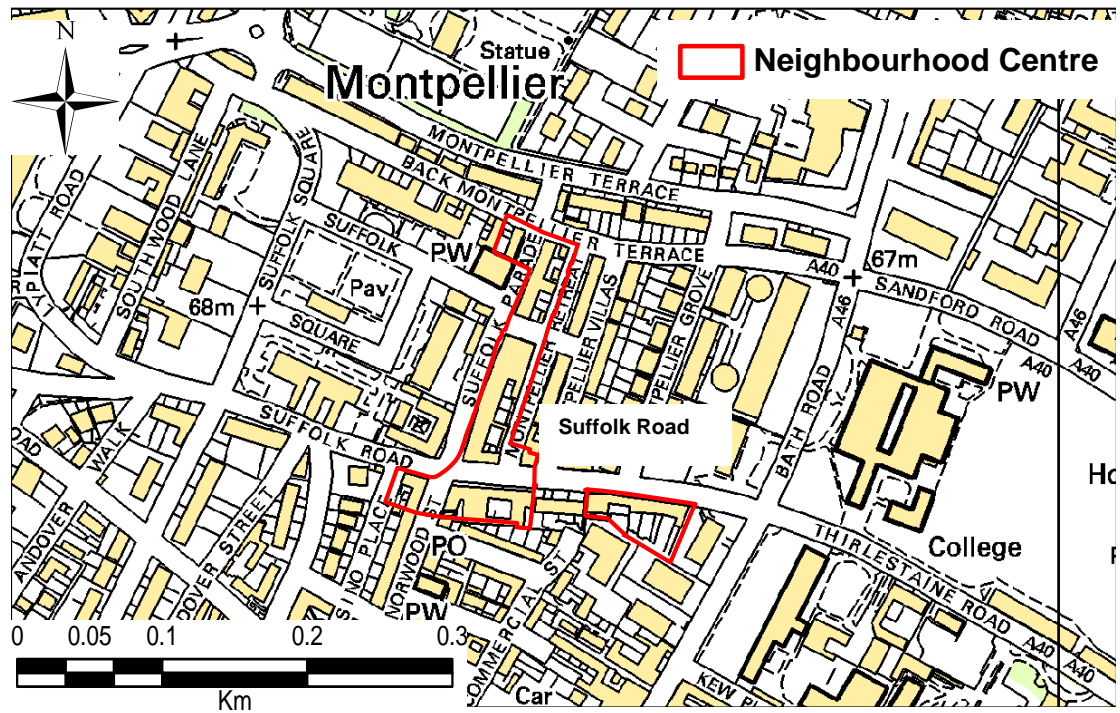 N
Statue
Neighbourhood Centre
Montpellier
MONTPELLIER TERRACE
BACK MONTPELLIER TERRACE
LYPIATT ROAD
SOUTHWOOD LANE
SUFFOLK SQUARE
SUFFOLK
SQUARE
PW
Pav
68m
SUFFOLK PARADE
MONTPELLIER RETREAT
MONTPELLIER VILLAS
MONTPELLIER GROVE
A40
67m
A46
SANDFORD ROAD
A46
A40
A40
BATH ROAD
PW
Suffolk Road
SUFFOLK ROAD
ROAD
WALK
ANDOVER
STREET
PLACE
NORWOOD
ST
PO
PW
COMMERCIAL ST
College
THIRLESTAINE ROAD
A40
A40
Car
KEW PL
0 0.05 0.1 0.2 0.3
Km